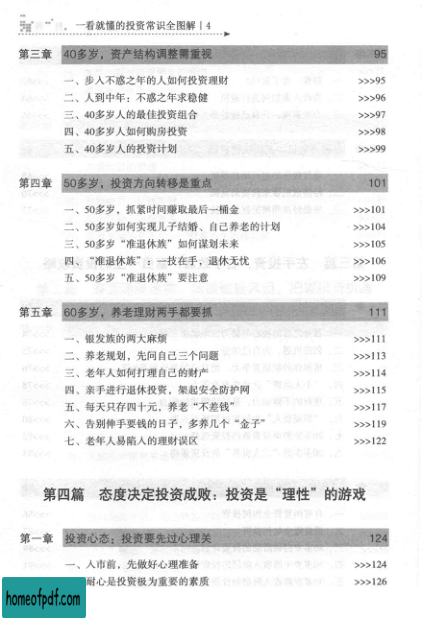 一看就懂的投资常识全图解|4
第三章 40多岁，资产结构调整需重视 95
一、步入不惑之年的人如何投资理财 >>>95
二、人到中年：不惑之年求稳健 >>>96
三、40多岁人的最佳投资组合 >>>97
四、40多岁人如何购房投资 >>>98
五、40多岁人的投资计划 >>>99
第四章 50多岁，投资方向转移是重点 101
一、50多岁，抓紧时间赚取最后一桶金 >>>101
二、50多岁如何实现儿子结婚、自己养老的计划 >>>104
三、50多岁“准退休族”如何谋划未来 >>>105
四、“准退休族”：一技在手，退休无忧 >>>106
五、50多岁“准退休族”要注意 >>>109
第五章 60多岁，养老理财两手都要抓 111
一、银发族的两大麻烦 >>>111
二、养老规划，先问自己三个问题 >>>113
三、老年人如何打理自己的财产 >>>114
四、亲手进行退休投资，架起安全防护网 >>>115
五、每天只存四十元，养老“不差钱” >>>117
六、告别伸手要钱的日子，多养几个“金子” >>>119
七、老年人易陷人的理财误区 >>>122
第四篇 态度决定投资成败：投资是“理性”的游戏
第一章 投资心态：投资要先过心理关 124
一、人市前，先做好心理准备 >>>124
耐心是投资极为重要的素质 >>>126
homeofpdf.com